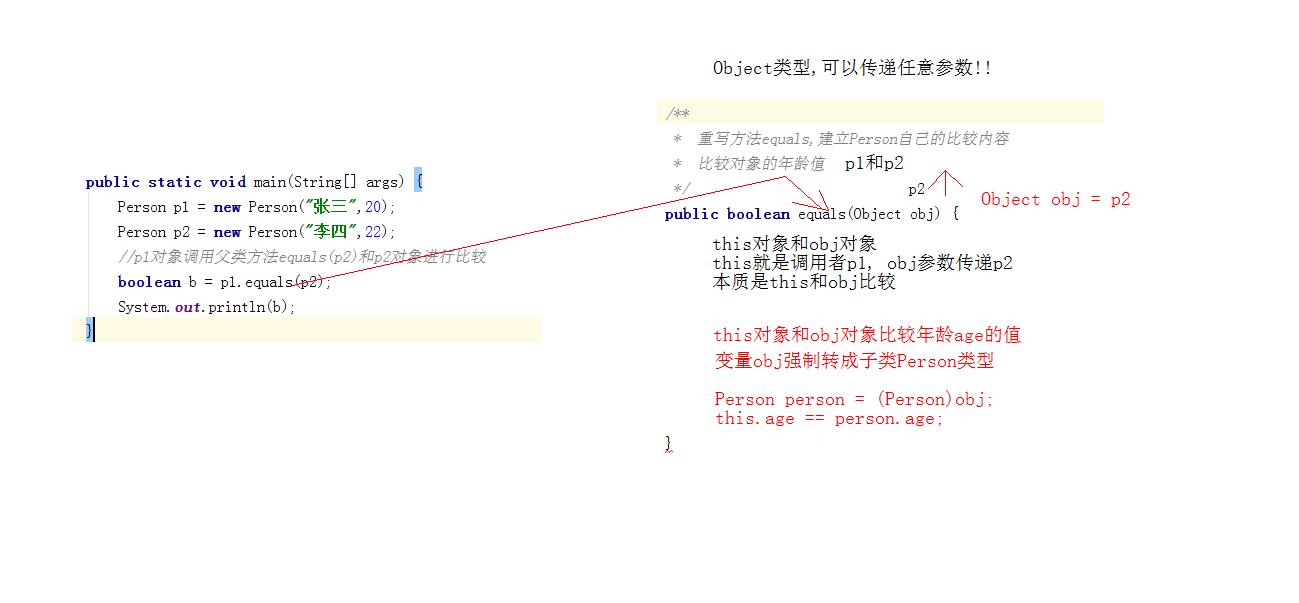 public static void main(String[] args) {
Person p1 = new Person("张三",20);
Person p2 = new Person("李四",22);
//p1对象调用父类方法equals(p2)和p2对象进行比较
boolean b = p1.equals(p2);
System.out.println(b);
}
Object类型,可以传递任意参数!!
/**
* 重写方法equals,建立Person自己的比较内容
* 比较对象的年龄值 p1和p2
*/ p2
Object obj = p2
public boolean equals(Object obj) {
this对象和obj对象
this就是调用者p1, obj参数传递p2
本质是this和obj比较
this对象和obj对象比较年龄age的值
变量obj强制转成子类Person类型
Person person = (Person)obj;
this.age == person.age;
}